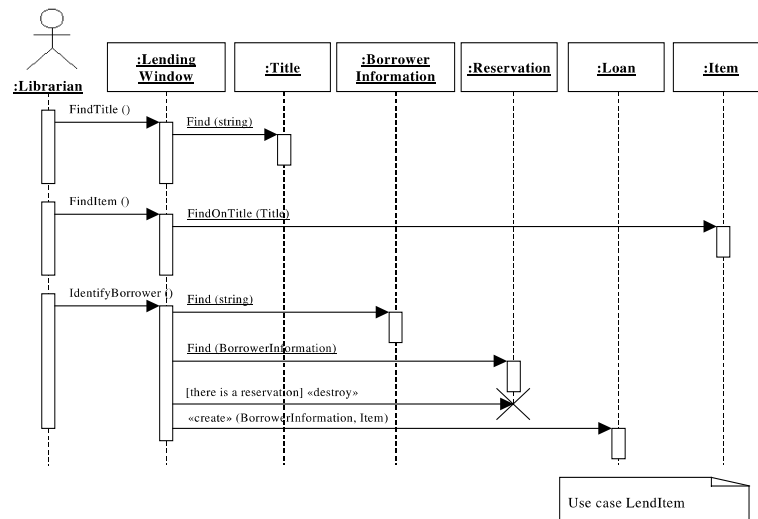 :Librarian
:Lending
Window
:Title
:Borrower
Information
:Reservation
:Loan
:Item
FindTitle ()
Find (string)
FindItem ()
FindOnTitle (Title)
IdentifyBorrower ()
Find (string)
Find (BorrowerInformation)
[there is a reservation] «destroy»
«create» (BorrowerInformation, Item)
Use case LendItem